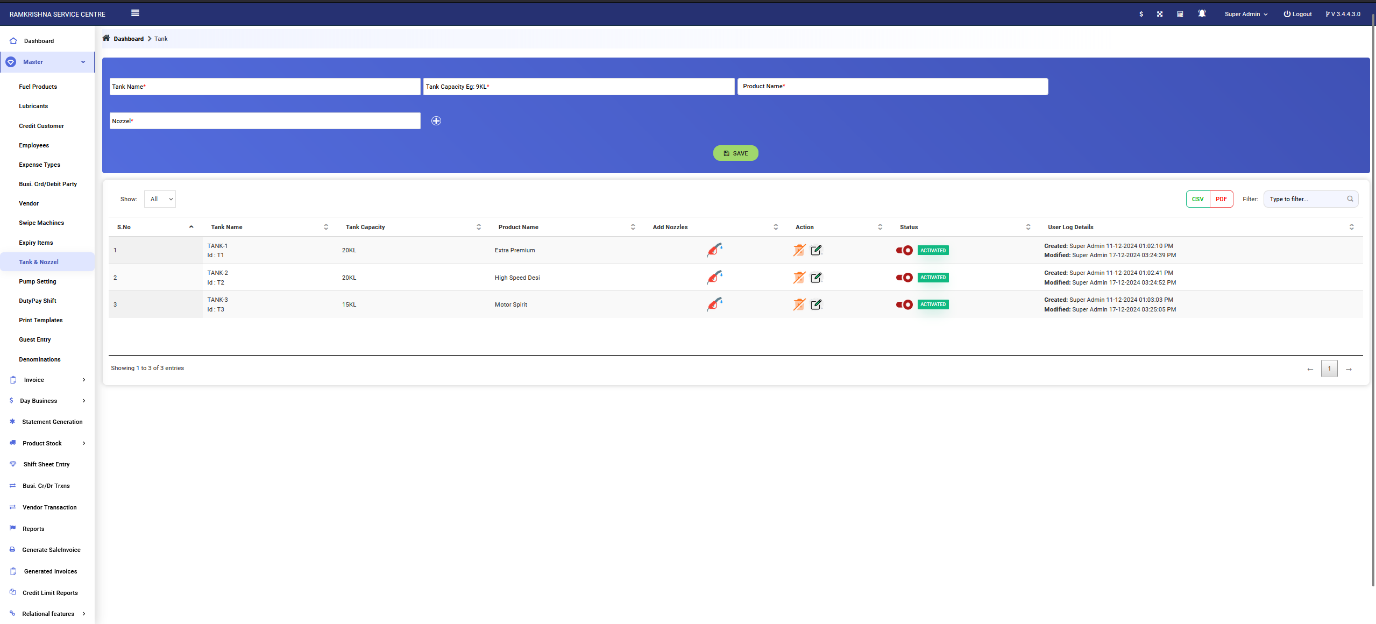 RAMKRISHNA SERVICE CENTRE
$ Super Admin Logout V 3.4.4.3.0
Dashboard
Master
Fuel Products
Lubricants
Credit Customer
Employees
Expense Types
Busi. Crd/Debit Party
Vendor
Swipe Machines
Expiry Items
Tank & Nozzel
Pump Setting
DutyPay Shift
Print Templates
Guest Entry
Denominations
Invoice
$ Day Business
Statement Generation
Product Stock
Shift Sheet Entry
Busi. Cr/Dr Trxns
Vendor Transaction
Reports
Generate SaleInvoice
Generated Invoices
Credit Limit Reports
Relational features
Dashboard > Tank
Tank Name* Tank Capacity Eg: 9KL* Product Name*
Nozzel*
SAVE
Show: All CSV PDF Filter: Type to filter...
S.No Tank Name Tank Capacity Product Name Add Nozzles Action Status User Log Details
1 TANK-1 20KL Extra Premium ACTIVATED Created: Super Admin 11-12-2024 01:02:10 PM
Id : T1 Modified: Super Admin 17-12-2024 03:24:39 PM
2 TANK-2 20KL High Speed Desi ACTIVATED Created: Super Admin 11-12-2024 01:02:41 PM
Id : T2 Modified: Super Admin 17-12-2024 03:24:52 PM
3 TANK-3 15KL Motor Spirit ACTIVATED Created: Super Admin 11-12-2024 01:03:03 PM
Id : T3 Modified: Super Admin 17-12-2024 03:25:05 PM
Showing 1 to 3 of 3 entries ← 1 →